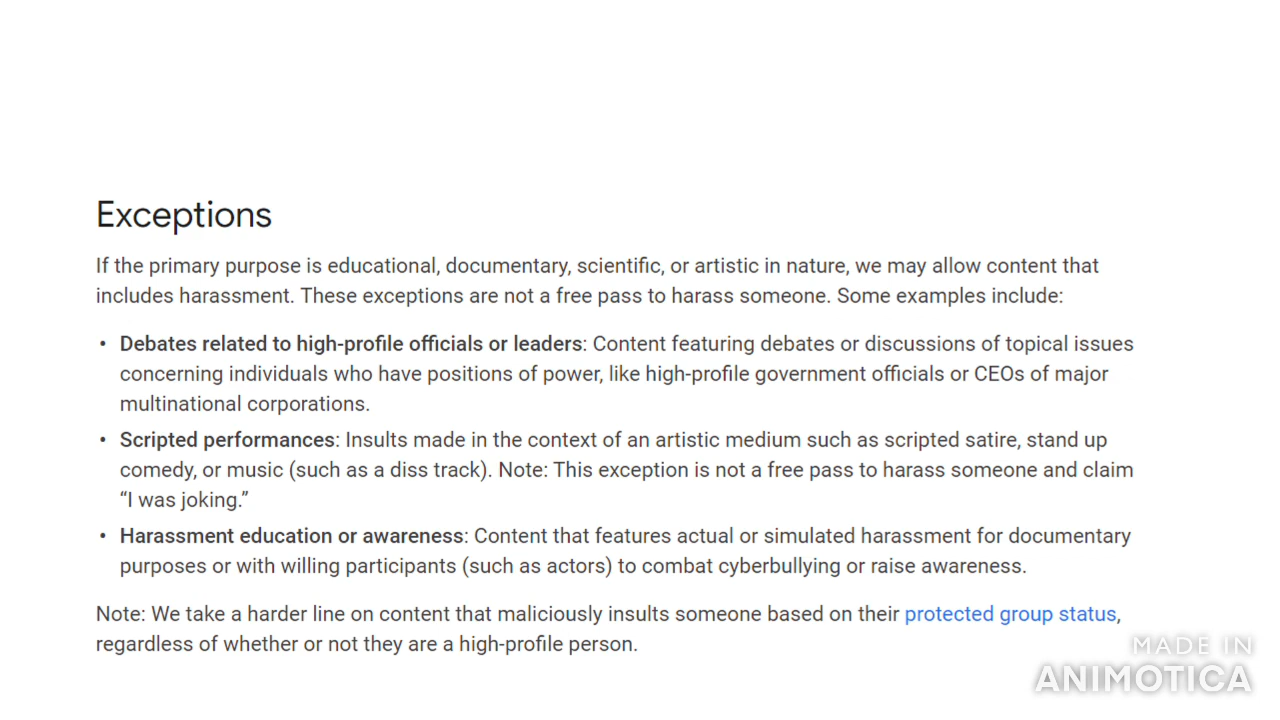 Exceptions
If the primary purpose is educational, documentary, scientific, or artistic in nature, we may allow content that
includes harassment. These exceptions are not a free pass to harass someone. Some examples include:
• Debates related to high-profile officials or leaders: Content featuring debates or discussions of topical issues
concerning individuals who have positions of power, like high-profile government officials or CEOs of major
multinational corporations.
• Scripted performances: Insults made in the context of an artistic medium such as scripted satire, stand up
comedy, or music (such as a diss track). Note: This exception is not a free pass to harass someone and claim
“I was joking.”
• Harassment education or awareness: Content that features actual or simulated harassment for documentary
purposes or with willing participants (such as actors) to combat cyberbullying or raise awareness.
Note: We take a harder line on content that maliciously insults someone based on their protected group status,
regardless of whether or not they are a high-profile person.
MADE IN
ANIMOTICA